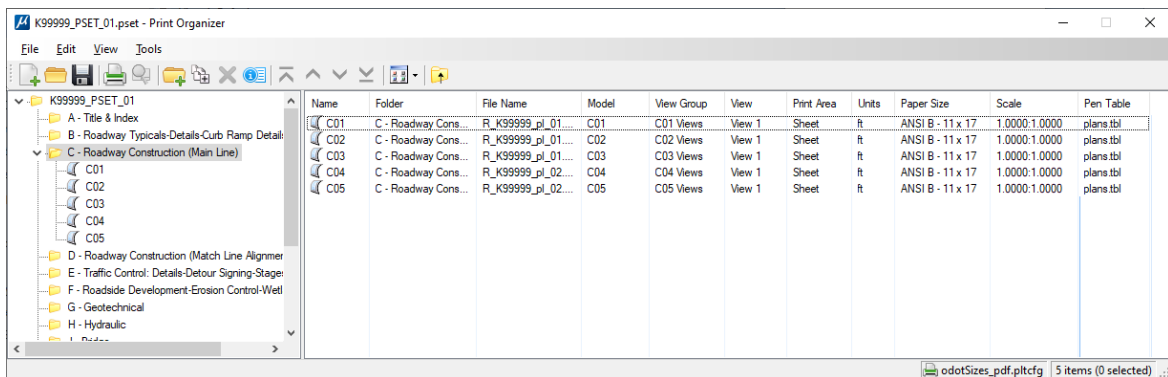 K99999_PSET_01.pset - Print Organizer
File Edit View Tools
K99999_PSET_01
A - Title & Index
B - Roadway Typicals-Details-Curb Ramp Details
C - Roadway Construction (Main Line)
C01
C02
C03
C04
C05
D - Roadway Construction (Match Line Alignmen
E - Traffic Control: Details-Detour Signing-Stage
F - Roadside Development-Erosion Control-Wetl
G - Geotechnical
H - Hydraulic
Name Folder File Name Model View Group View Print Area Units Paper Size Scale Pen Table
C01 C - Roadway Cons... R_K99999_pl_01.... C01 C01 Views View 1 Sheet ft ANSI B - 11 x 17 1.0000:1.0000 plans.tbl
C02 C - Roadway Cons... R_K99999_pl_01.... C02 C02 Views View 1 Sheet ft ANSI B - 11 x 17 1.0000:1.0000 plans.tbl
C03 C - Roadway Cons... R_K99999_pl_01.... C03 C03 Views View 1 Sheet ft ANSI B - 11 x 17 1.0000:1.0000 plans.tbl
C04 C - Roadway Cons... R_K99999_pl_02.... C04 C04 Views View 1 Sheet ft ANSI B - 11 x 17 1.0000:1.0000 plans.tbl
C05 C - Roadway Cons... R_K99999_pl_02.... C05 C05 Views View 1 Sheet ft ANSI B - 11 x 17 1.0000:1.0000 plans.tbl
odotSizes_pdf.pltcfg 5 items (0 selected)